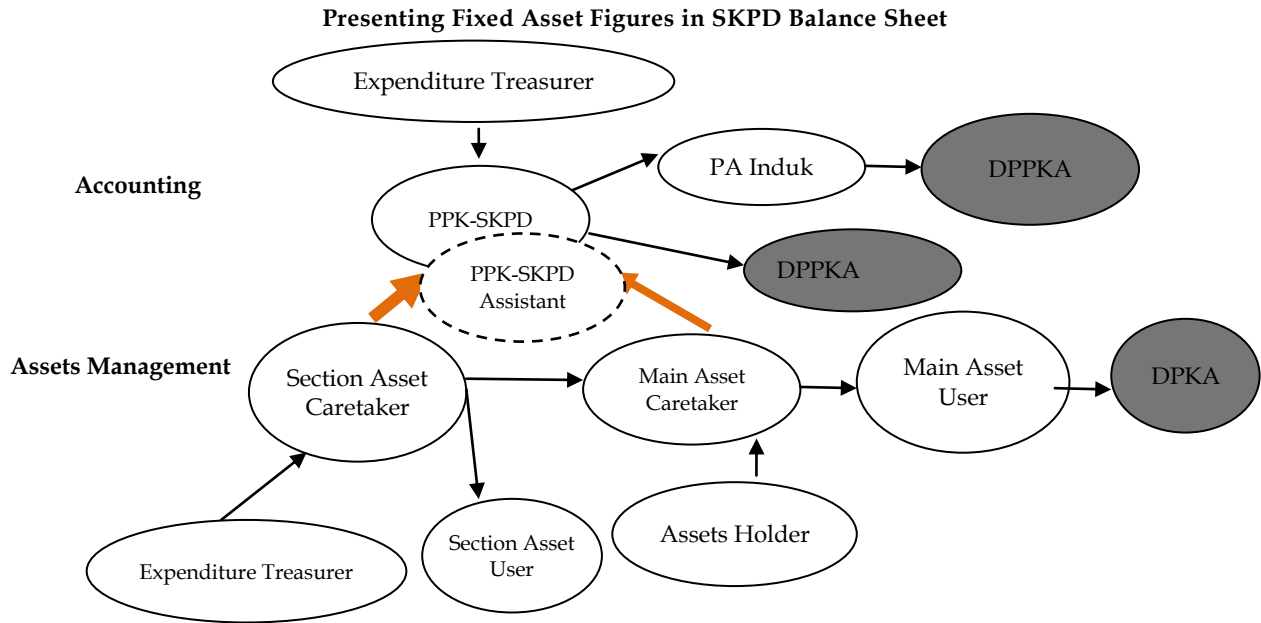 Presenting Fixed Asset Figures in SKPD Balance Sheet
Expenditure Treasurer
PA Induk
DPPKA
Accounting
PPK-SKPD
DPPKA
PPK-SKPD
Assistant
Assets Management
Section Asset
Caretaker
Main Asset
Caretaker
Main Asset
User
DPKA
Expenditure Treasurer
Section Asset
User
Assets Holder